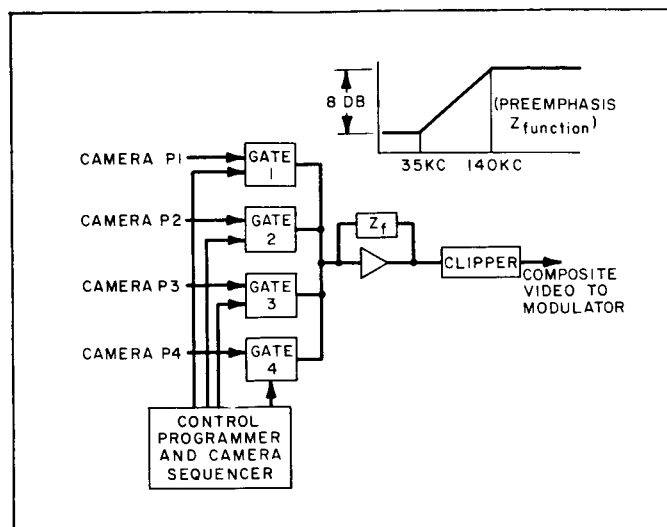 8 DB
(PREEMPHASIS
Zfunction)
35KC 140KC
CAMERA P1
GATE
1
CAMERA P2
GATE
2
Zf
CLIPPER
COMPOSITE
VIDEO TO
MODULATOR
CAMERA P3
GATE
3
CAMERA P4
GATE
4
CONTROL
PROGRAMMER
AND CAMERA
SEQUENCER